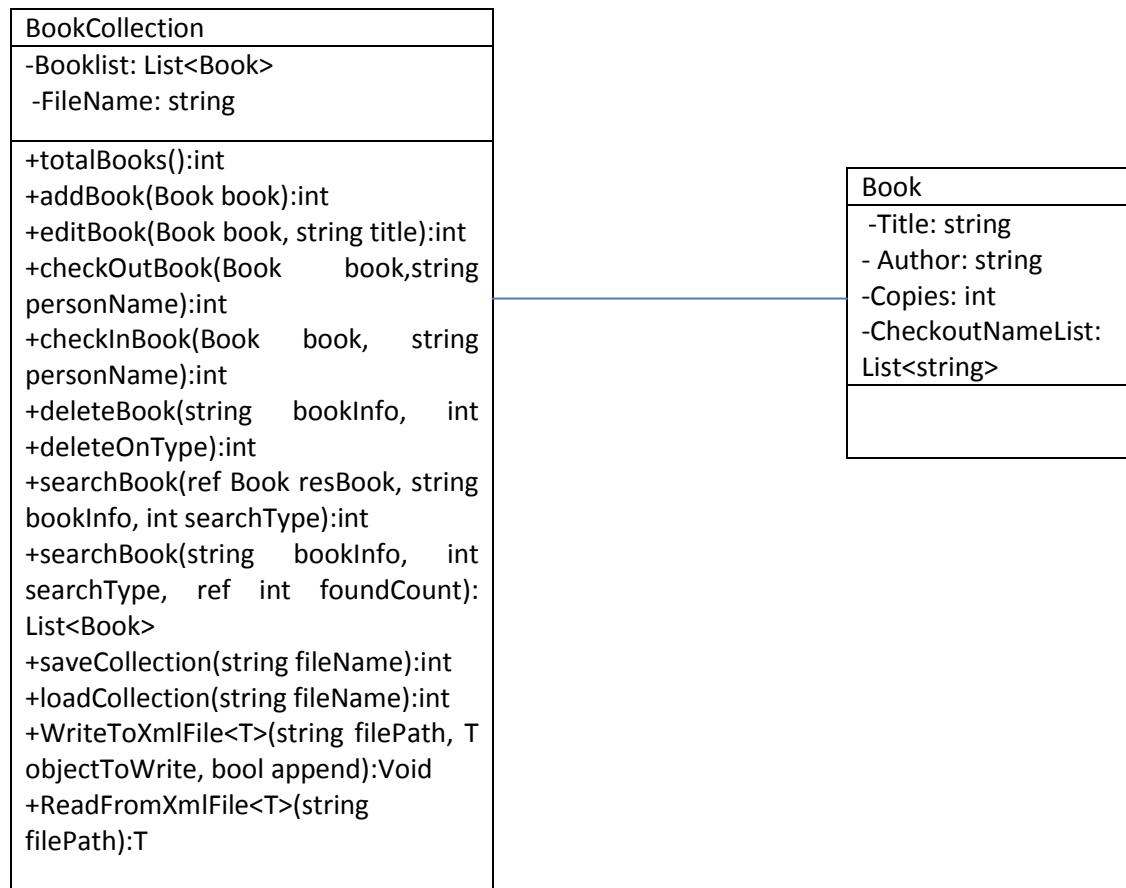 BookCollection
-Booklist: List<Book>
-FileName: string
+totalBooks():int
+addBook(Book book):int
+editBook(Book book, string title):int
+checkOutBook(Book book,string
personName):int
+checkInBook(Book book, string
personName):int
+deleteBook(string bookInfo, int
+deleteOnType):int
+searchBook(ref Book resBook, string
bookInfo, int searchType):int
+searchBook(string bookInfo, int
searchType, ref int foundCount):
List<Book>
+saveCollection(string fileName):int
+loadCollection(string fileName):int
+WriteToXmlFile<T>(string filePath, T
objectToWrite, bool append):Void
+ReadFromXmlFile<T>(string
filePath):T
Book
-Title: string
- Author: string
-Copies: int
-CheckoutNameList:
List<string>